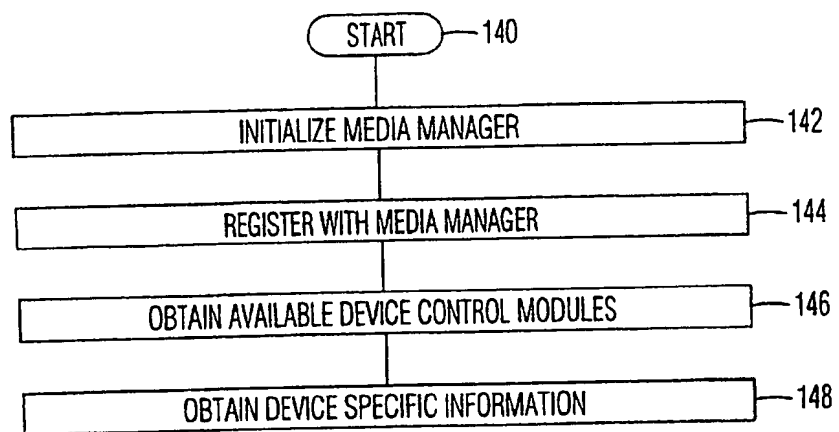 START 140
INITIALIZE MEDIA MANAGER 142
REGISTER WITH MEDIA MANAGER 144
OBTAIN AVAILABLE DEVICE CONTROL MODULES 146
OBTAIN DEVICE SPECIFIC INFORMATION 148